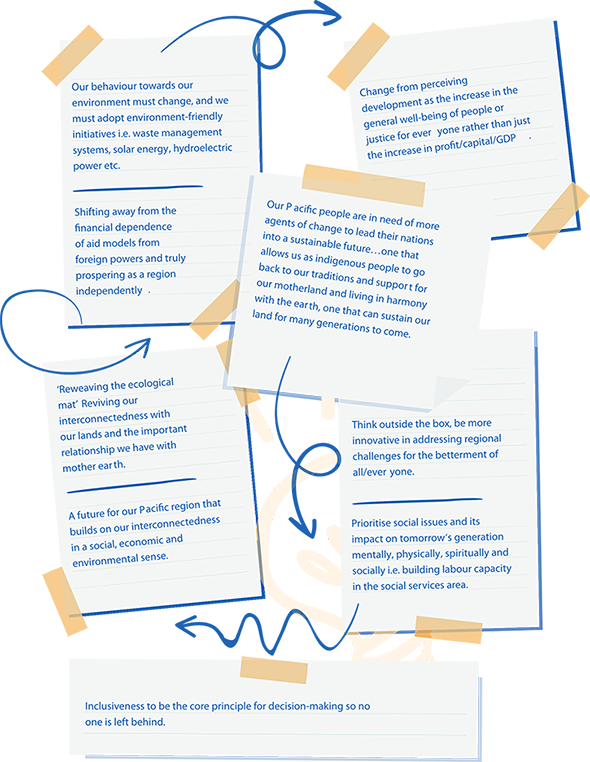 Our behaviour towards our
environment must change, and we
must adopt environment-friendly
initiatives i.e. waste management
systems, solar energy, hydroelectric
power etc.
Shifting away from the
financial dependence
of aid models from
foreign powers and truly
prospering as a region
independently .
Change from perceiving
development as the increase in the
general well-being of people or
justice for ever yone rather than just
the increase in profit/capital/GDP .
Our P acific people are in need of more
agents of change to lead their nations
into a sustainable future…one that
allows us as indigenous people to go
back to our traditions and support for
our motherland and living in harmony
with the earth, one that can sustain our
land for many generations to come.
‘Reweaving the ecological
mat’ Reviving our
interconnectedness with
our lands and the important
relationship we have with
mother earth.
A future for our Pacific region that
builds on our interconnectedness
in a social, economic and
environmental sense.
Think outside the box, be more
innovative in addressing regional
challenges for the betterment of
all/ever yone.
Prioritise social issues and its
impact on tomorrow’s generation
mentally, physically, spiritually and
socially i.e. building labour capacity
in the social services area.
Inclusiveness to be the core principle for decision-making so no
one is left behind.